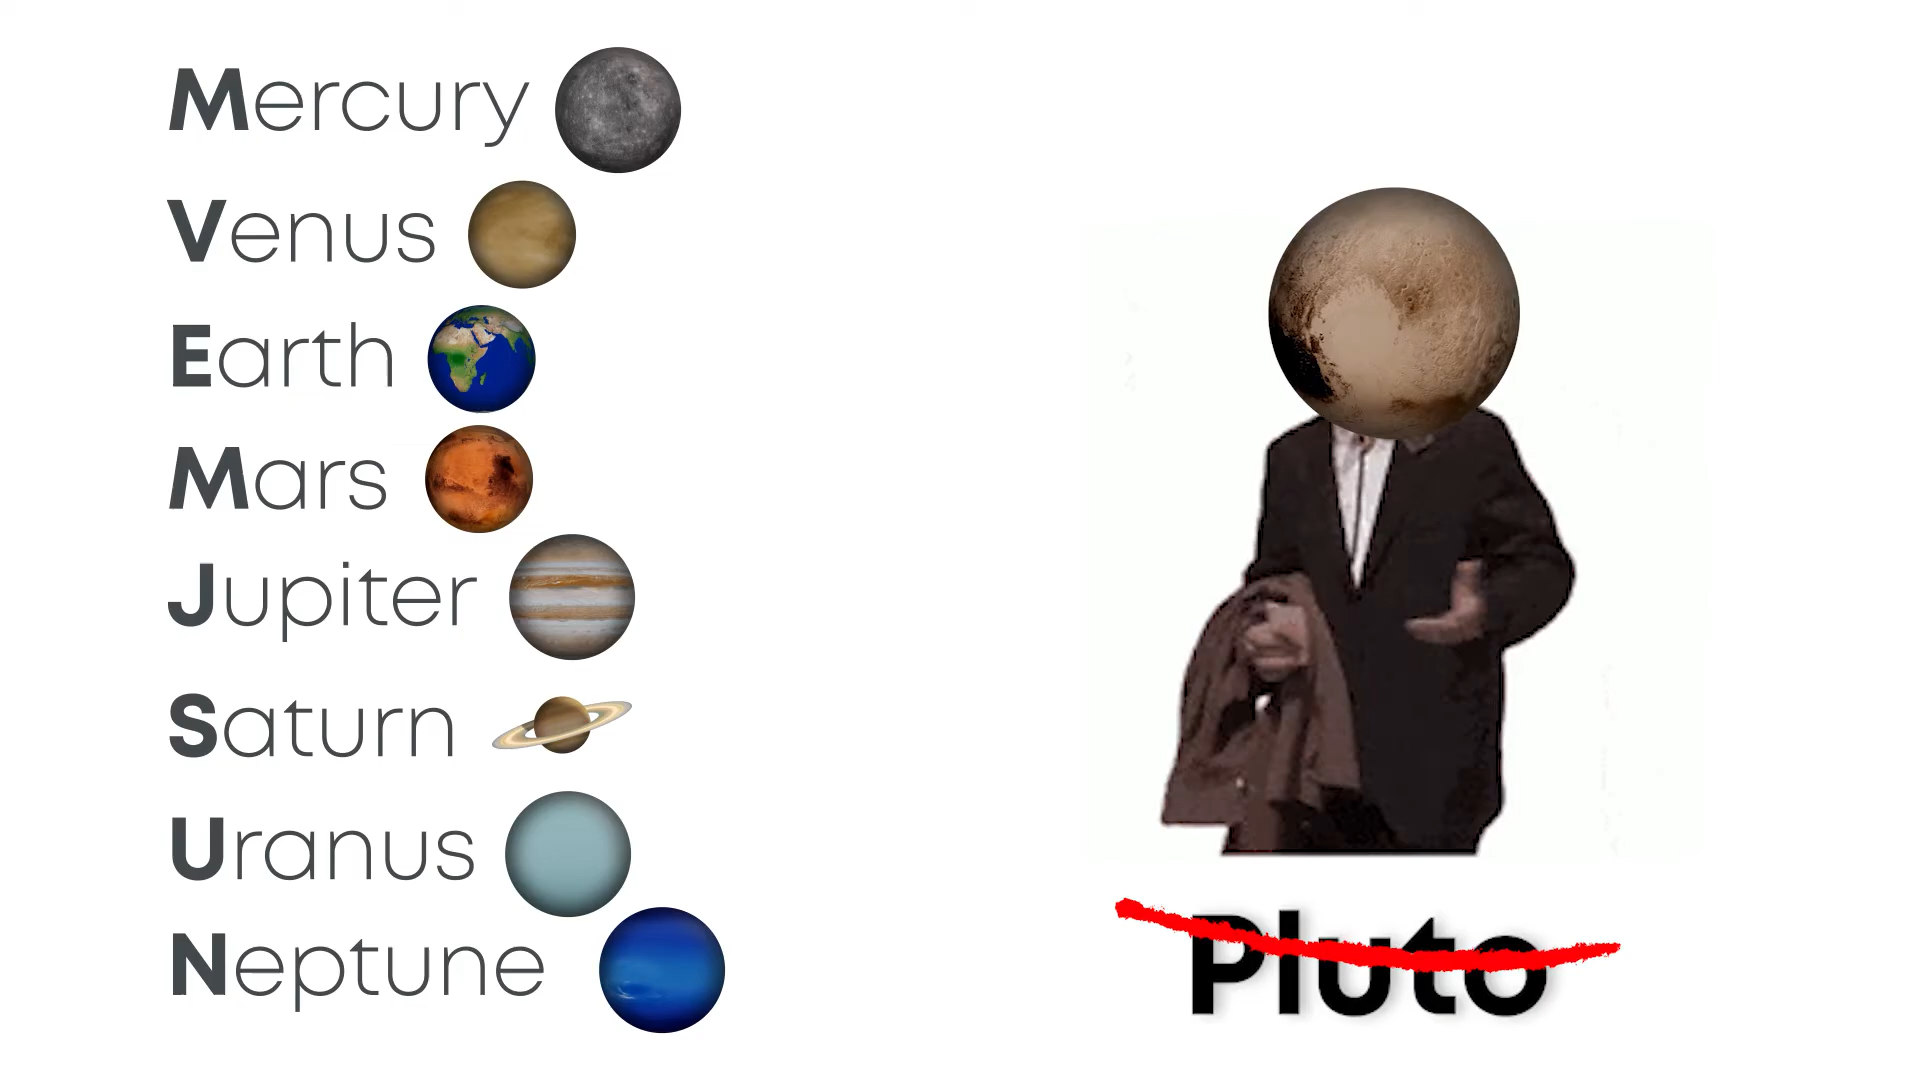 Mercury
Venus
Earth
Mars
Jupiter
Saturn
Uranus
Neptune
Pluto